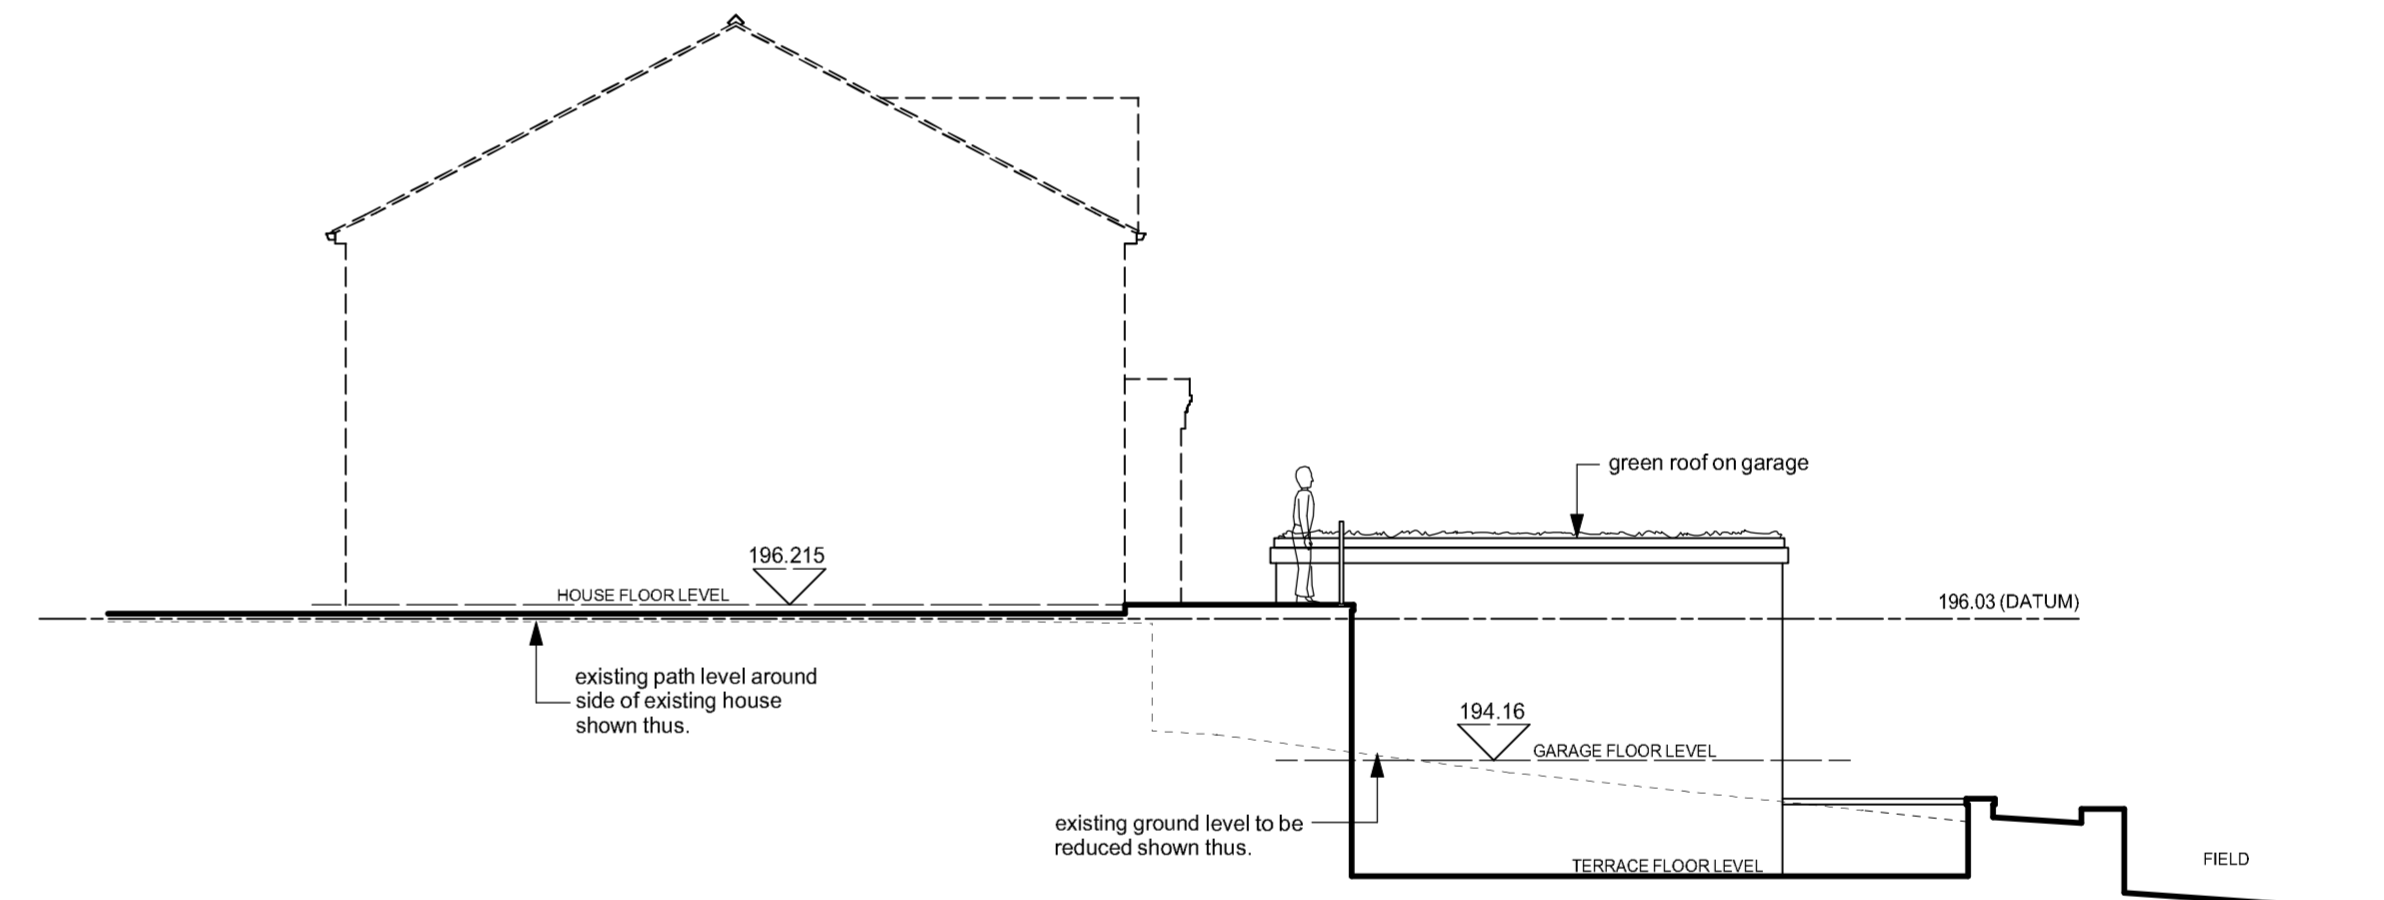 green roof on garage
196.215
HOUSE FLOOR LEVEL
196.03 (DATUM)
existing path level around
side of existing house
shown thus.
194.16
GARAGE FLOOR LEVEL
existing ground level to be
reduced shown thus.
TERRACE FLOOR LEVEL
FIELD